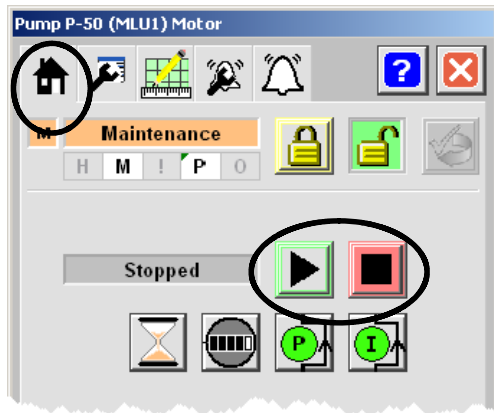 Pump P-50 (MLU1) Motor
?
M Maintenance
H M ! P O
Stopped
P I